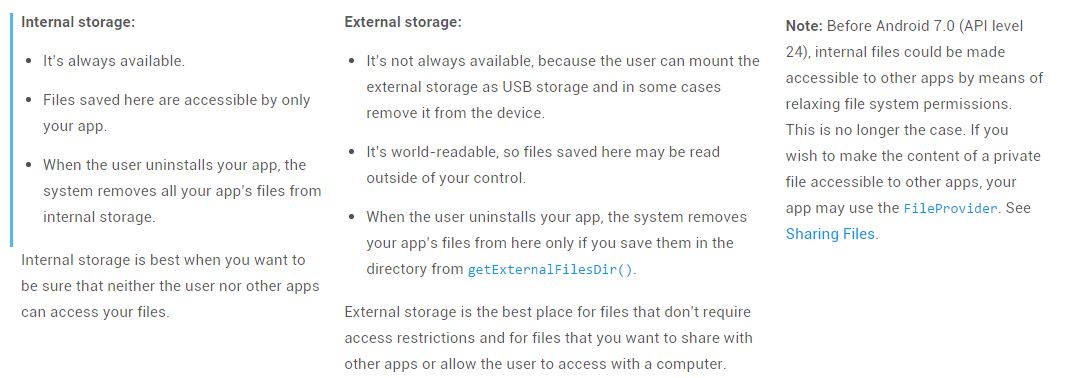 Internal storage:
• It's always available.
• Files saved here are accessible by only
your app.
• When the user uninstalls your app, the
system removes all your app's files from
internal storage.
Internal storage is best when you want to
be sure that neither the user nor other apps
can access your files.
External storage:
• It's not always available, because the user can mount the
external storage as USB storage and in some cases
remove it from the device.
• It's world-readable, so files saved here may be read
outside of your control.
• When the user uninstalls your app, the system removes
your app's files from here only if you save them in the
directory from getExternalFilesDir().
External storage is the best place for files that don't require
access restrictions and for files that you want to share with
other apps or allow the user to access with a computer.
Note: Before Android 7.0 (API level
24), internal files could be made
accessible to other apps by means of
relaxing file system permissions.
This is no longer the case. If you
wish to make the content of a private
file accessible to other apps, your
app may use the FileProvider. See
Sharing Files.